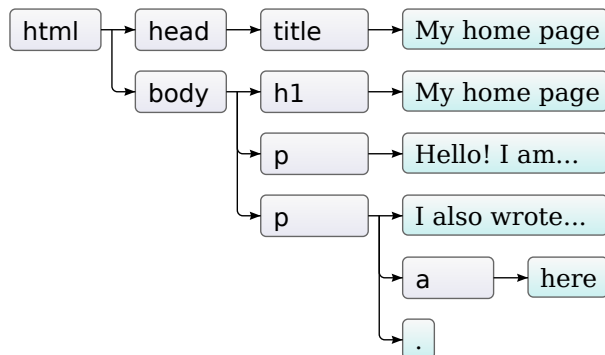 html head title My home page
body h1 My home page
p Hello! I am...
p I also wrote...
a here
.